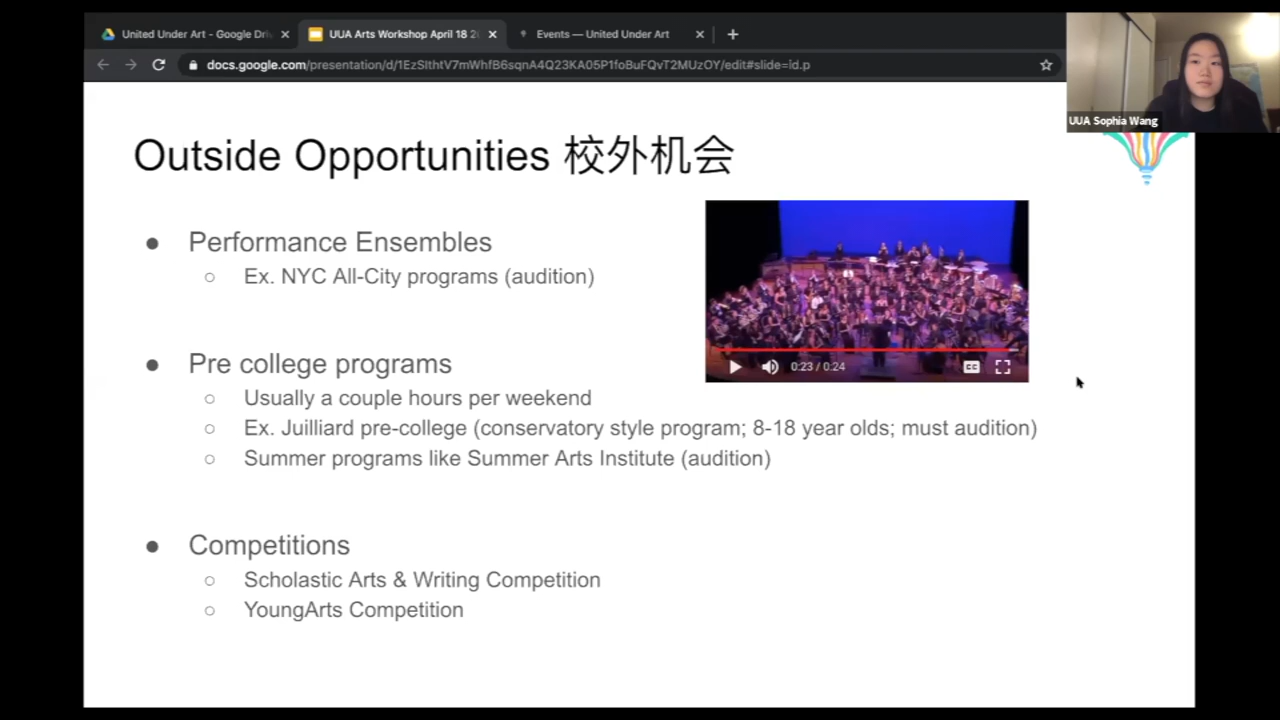 United Under Art - Google Dri
UUA Arts Workshop April 18 2
Events — United Under Art
docs.google.com/presentation/d/1EzSIthtV7mWhfB6sqnA4Q23KA05P1foBuFQvT2MUzOY/edit#slide=id.p
UUA Sophia Wang
Outside Opportunities 校外机会
● Performance Ensembles
○ Ex. NYC All-City programs (audition)
0:23 / 0:24
CC
● Pre college programs
○ Usually a couple hours per weekend
○ Ex. Juilliard pre-college (conservatory style program; 8-18 year olds; must audition)
○ Summer programs like Summer Arts Institute (audition)
● Competitions
○ Scholastic Arts & Writing Competition
○ YoungArts Competition